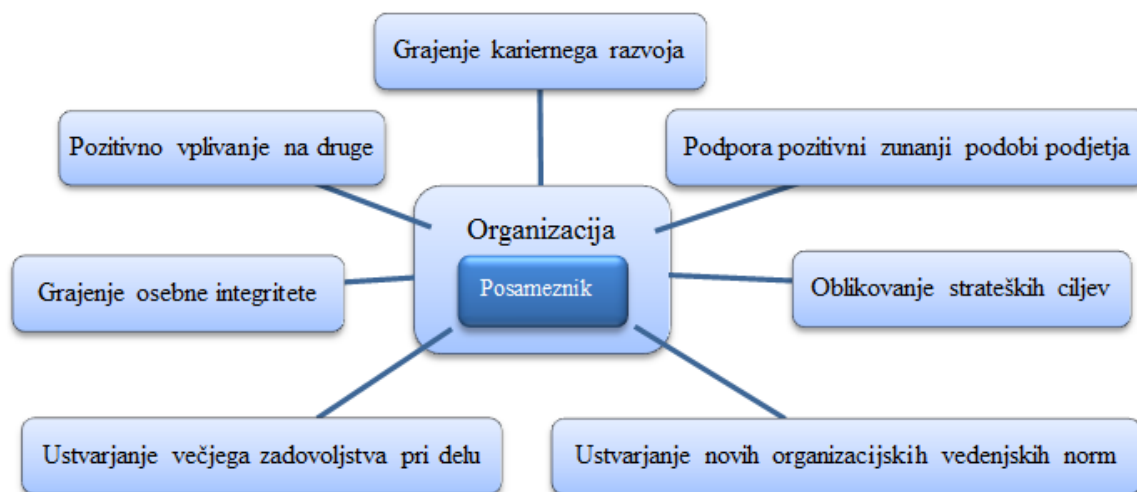 Grajenje kariernega razvoja
Pozitivno vplivanje na druge
Podpora pozitivni zunanji podobi podjetja
Organizacija
Posameznik
Grajenje osebne integritete
Oblikovanje strateških ciljev
Ustvarjanje večjega zadovoljstva pri delu
Ustvarjanje novih organizacijskih vedenjskih norm